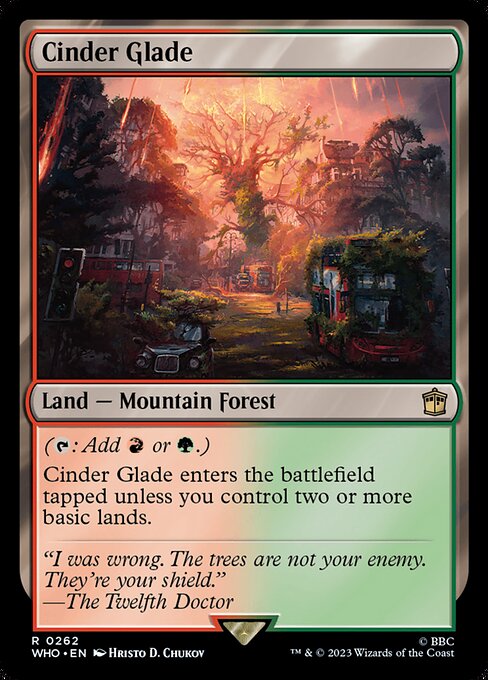 Cinder Glade
Land — Mountain Forest
(: Add or .)
Cinder Glade enters the battlefield
tapped unless you control two or more
basic lands.
“I was wrong. The trees are not your enemy.
They’re your shield.”
—The Twelfth Doctor
R 0262
WHO • EN Hristo D. Chukov
© BBC
™ & © 2023 Wizards of the Coast